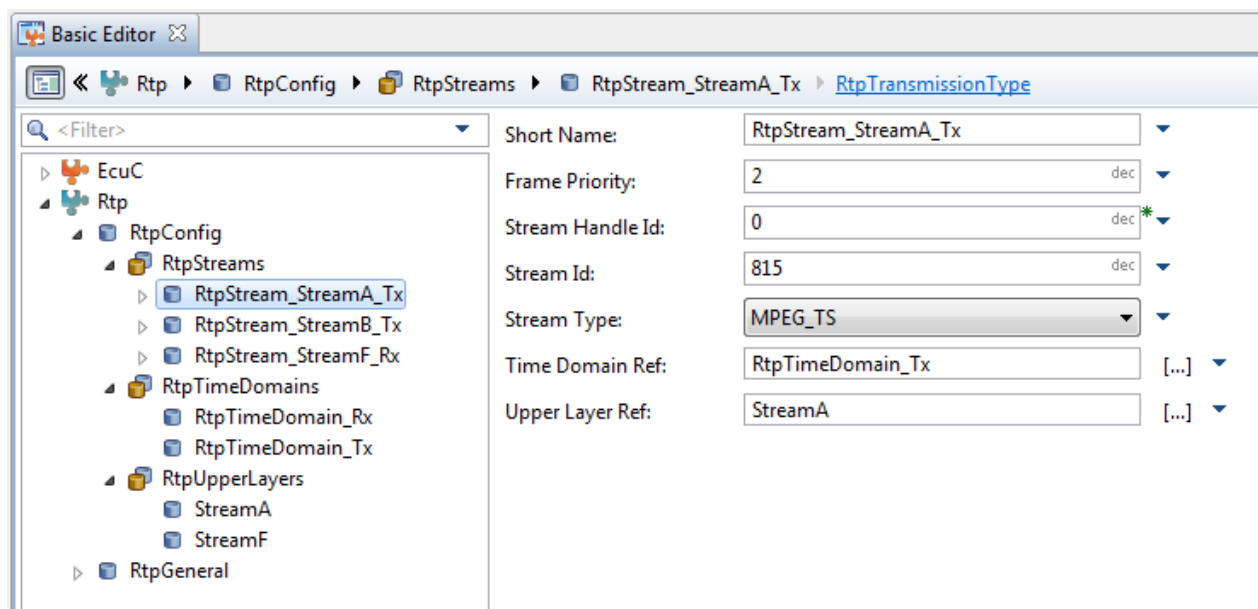 Basic Editor
Rtp RtpConfig RtpStreams RtpStream_StreamA_Tx RtpTransmissionType
<Filter>
EcuC
Rtp
RtpConfig
RtpStreams
RtpStream_StreamA_Tx
RtpStream_StreamB_Tx
RtpStream_StreamF_Rx
RtpTimeDomains
RtpTimeDomain_Rx
RtpTimeDomain_Tx
RtpUpperLayers
StreamA
StreamF
RtpGeneral
Short Name: RtpStream_StreamA_Tx
Frame Priority: 2 dec
Stream Handle Id: 0 dec *
Stream Id: 815 dec
Stream Type: MPEG_TS
Time Domain Ref: RtpTimeDomain_Tx [...]
Upper Layer Ref: StreamA [...]